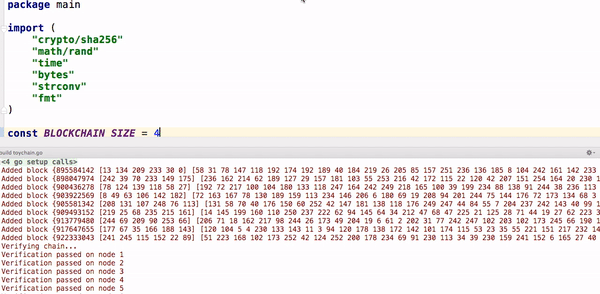 package main
import (
"crypto/sha256"
"math/rand"
"time"
"bytes"
"strconv"
"fmt"
)
const BLOCKCHAIN_SIZE = 4
build toychain.go
<4 go setup calls>
Added block {895584142 [13 134 209 233 30 0] [58 31 78 147 118 192 174 192 189 40 184 219 26 205 85 157 251 236 136 185 8 104 242 161 142 233
Added block {898047974 [242 39 70 233 149 175] [236 162 214 62 189 127 29 157 181 103 55 253 216 42 172 115 22 120 42 207 151 254 164 20 230
Added block {900436278 [78 124 139 118 58 27] [192 72 217 100 104 180 133 118 247 164 242 249 218 165 100 39 199 234 88 138 91 244 38 236 113
Added block {903922569 [8 49 63 106 142 182] [72 163 167 78 130 189 159 113 234 146 206 6 180 69 19 208 94 201 244 75 144 176 72 173 134 68 3
Added block {905581342 [208 131 107 248 76 113] [131 58 70 40 176 150 60 252 42 147 181 138 118 176 249 247 40 84 55 7 204 237 242 143 40 99
Added block {909493152 [219 25 68 235 215 161] [14 145 199 160 110 250 237 222 62 94 145 64 34 212 47 68 47 225 21 125 28 71 44 19 27 62 223
Added block {913779480 [244 69 209 90 253 66] [206 71 18 162 217 98 244 26 173 49 204 19 6 61 2 202 31 77 242 247 102 203 102 173 245 66 190
Added block {917647655 [177 67 35 166 188 143] [120 104 5 4 230 133 143 11 3 94 120 178 138 172 142 101 174 115 53 23 35 55 221 151 217 232
Added block {922333043 [241 245 115 152 22 89] [51 223 168 102 173 252 42 124 252 200 178 234 69 91 230 113 34 39 230 159 241 152 6 165 27 40
Verifying chain...
Verification passed on node 1
Verification passed on node 2
Verification passed on node 3
Verification passed on node 4
Verification passed on node 5